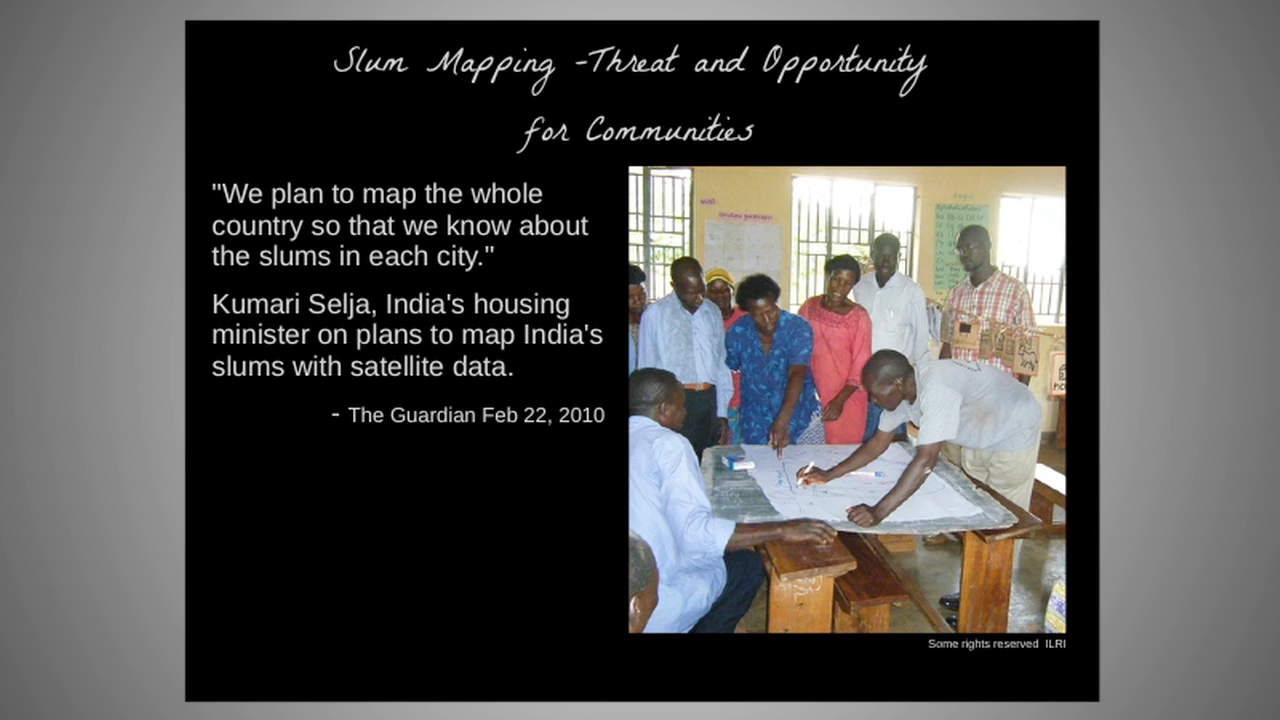 Slum Mapping -Threat and Opportunity
for Communities
"We plan to map the whole
country so that we know about
the slums in each city."
Kumari Selja, India's housing
minister on plans to map India's
slums with satellite data.
- The Guardian Feb 22, 2010
Some rights reserved ILRI